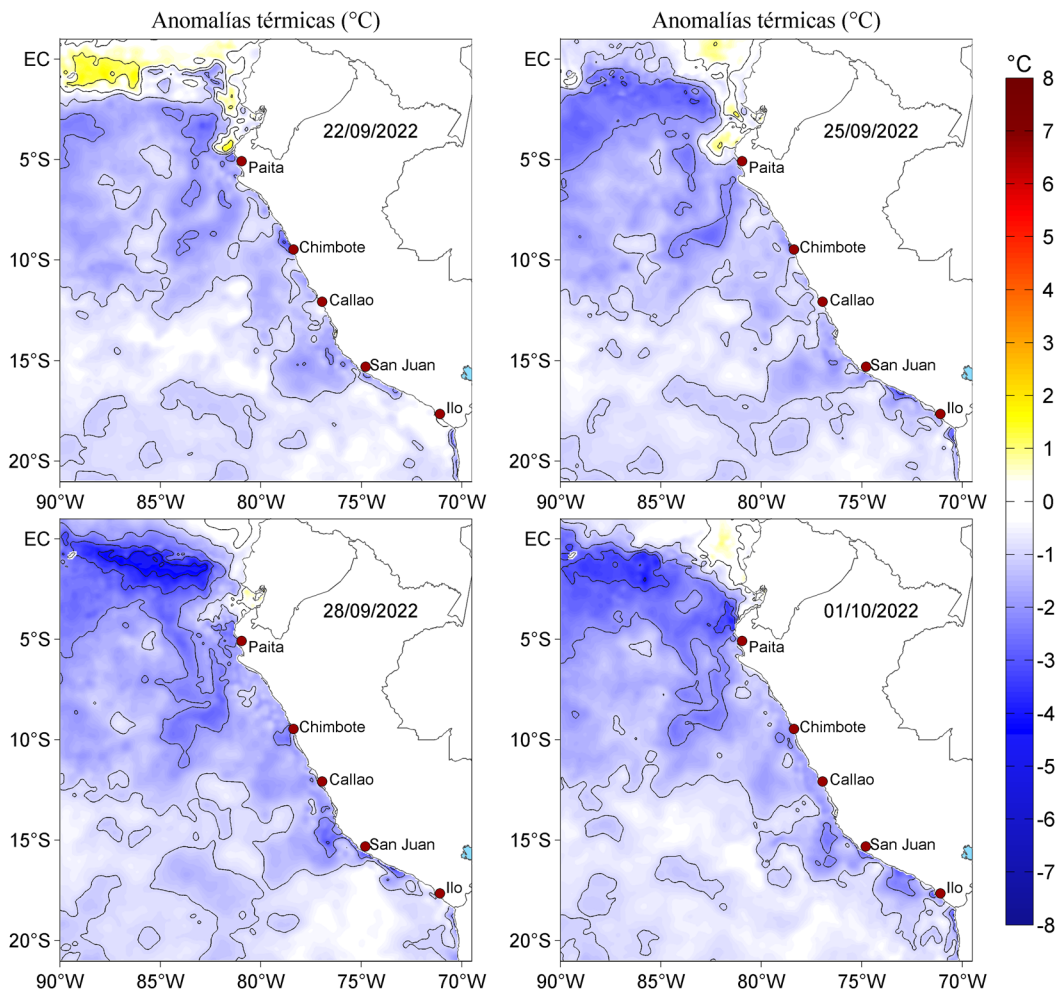 Anomalías térmicas (°C)
Anomalías térmicas (°C)
EC
5°S
10°S
15°S
20°S
22/09/2022
Paita
Chimbote
Callao
San Juan
Ilo
90°W
85°W
80°W
75°W
70°W
EC
5°S
10°S
15°S
20°S
25/09/2022
Paita
Chimbote
Callao
San Juan
Ilo
90°W
85°W
80°W
75°W
70°W
EC
5°S
10°S
15°S
20°S
28/09/2022
Paita
Chimbote
Callao
San Juan
Ilo
90°W
85°W
80°W
75°W
70°W
EC
5°S
10°S
15°S
20°S
01/10/2022
Paita
Chimbote
Callao
San Juan
Ilo
90°W
85°W
80°W
75°W
70°W
°C
8
7
6
5
4
3
2
1
0
-1
-2
-3
-4
-5
-6
-7
-8